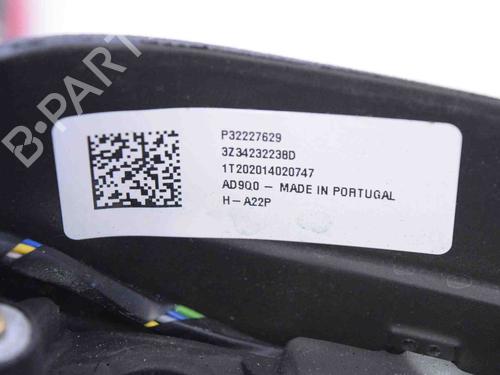 B-PARTS
P32227629
3Z34232238D
1T202014020747
AD9Q0 – MADE IN PORTUGAL
H-A22P